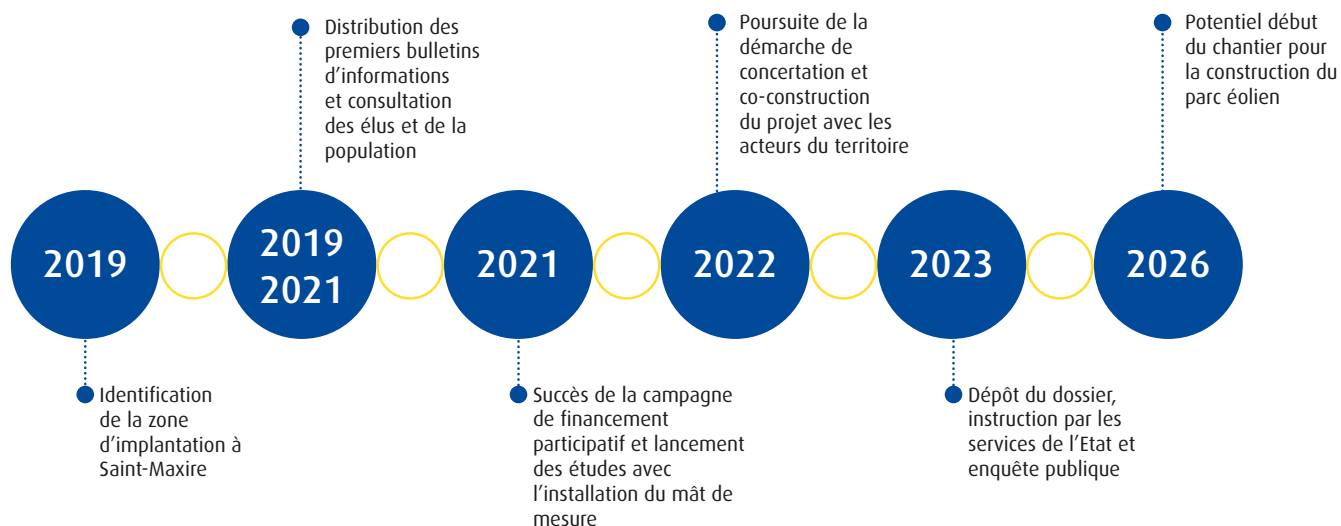 2019
Identification
de la zone
d’implantation à
Saint-Maxire
2019
2021
Distribution des
premiers bulletins
d’informations
et consultation
des élus et de la
population
2021
Succès de la campagne
de financement
participatif et lancement
des études avec
l’installation du mât de
mesure
2022
Poursuite de la
démarche de
concertation et
co-construction
du projet avec les
acteurs du territoire
2023
Dépôt du dossier,
instruction par les
services de l’Etat et
enquête publique
2026
Potentiel début
du chantier pour
la construction du
parc éolien